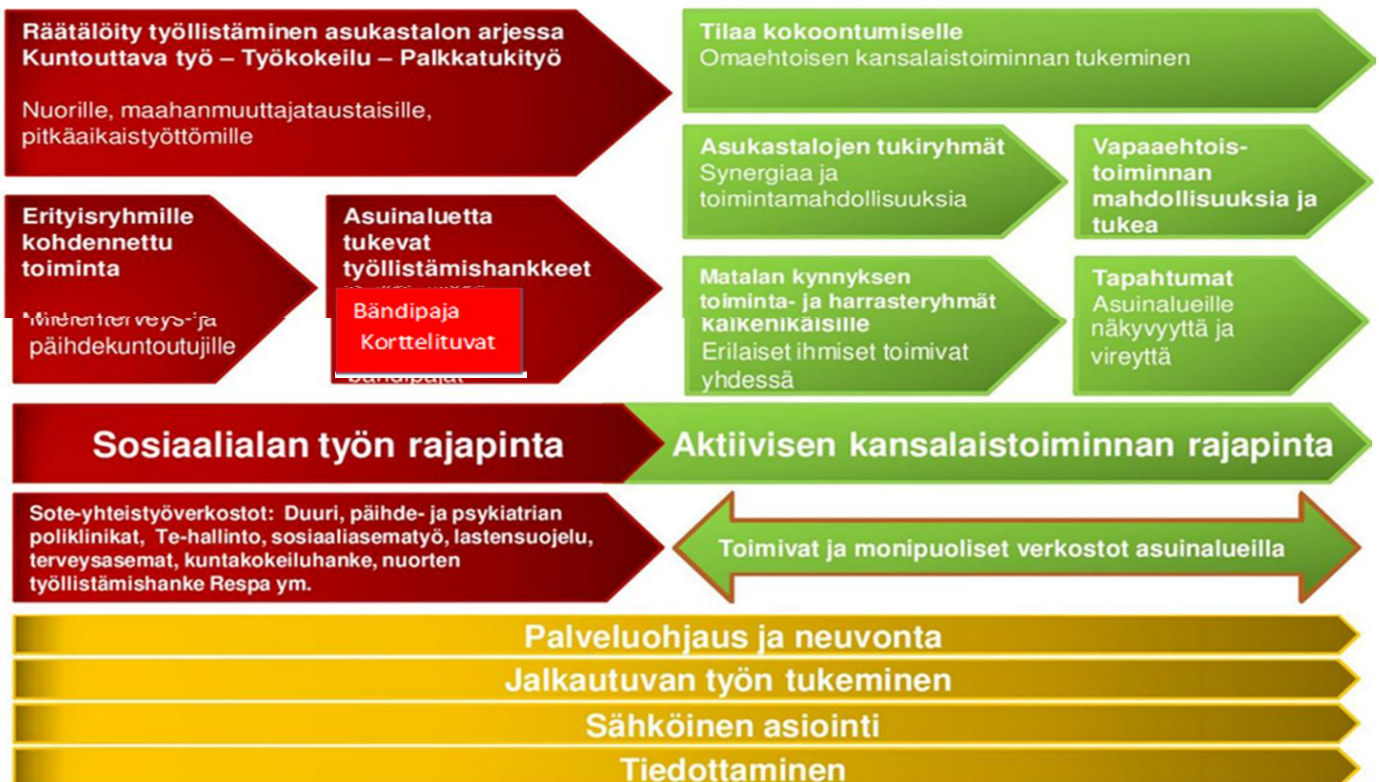 Räätälöity työllistäminen asukastalon arjessa
Kuntouttava työ – Työkokeilu – Palkkatukityö
Nuorille, maahanmuuttajataustaisille,
pitkäaikaistyöttömille
Tilaa kokoontumiselle
Omaehtoisen kansalaistoiminnan tukeminen
Asukastalojen tukiryhmät
Synergiaa ja
toimintamahdollisuuksia
Vapaaehtois-
toiminnan
mahdollisuuksia ja
tukea
Erityisryhmille
kohdennettu
toiminta
Mielenterveys- ja
päihdekuntoutujille
Asuinaluetta
tukevat
työllistämishankkeet
Bändipaja
Korttelituvat
bändipajat
Matalan kynnyksen
toiminta- ja harrasteryhmät
kaikenikäisille
Erilaiset ihmiset toimivat
yhdessä
Tapahtumat
Asuinalueille
näkyvyyttä ja
vireyttä
Sosiaalialan työn rajapinta
Aktiivisen kansalaistoiminnan rajapinta
Sote-yhteistyöverkostot: Duuri, päihde- ja psykiatrian
poliklinikat, Te-hallinto, sosiaaliasematyö, lastensuojelu,
terveysasemat, kuntakokeiluhanke, nuorten
työllistämishanke Respa ym.
Toimivat ja monipuoliset verkostot asuinalueilla
Palveluohjaus ja neuvonta
Jalkautuvan työn tukeminen
Sähköinen asiointi
Tiedottaminen